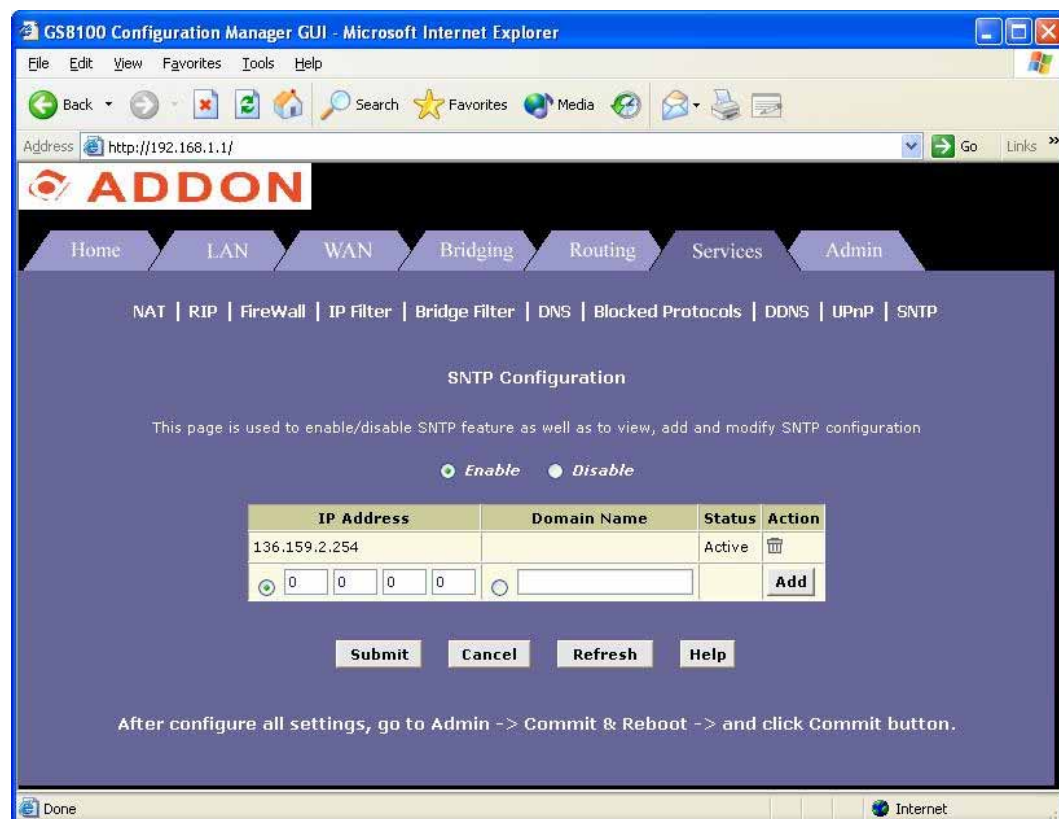 GS8100 Configuration Manager GUI - Microsoft Internet Explorer
File Edit View Favorites Tools Help
Back Search Favorites Media
Address http://192.168.1.1/ Go Links »
ADDON
Home LAN WAN Bridging Routing Services Admin
NAT | RIP | FireWall | IP Filter | Bridge Filter | DNS | Blocked Protocols | DDNS | UPnP | SNTP
SNTP Configuration
This page is used to enable/disable SNTP feature as well as to view, add and modify SNTP configuration
Enable Disable
IP Address Domain Name Status Action
136.159.2.254 Active
0 0 0 0 Add
Submit Cancel Refresh Help
After configure all settings, go to Admin -> Commit & Reboot -> and click Commit button.
Done Internet